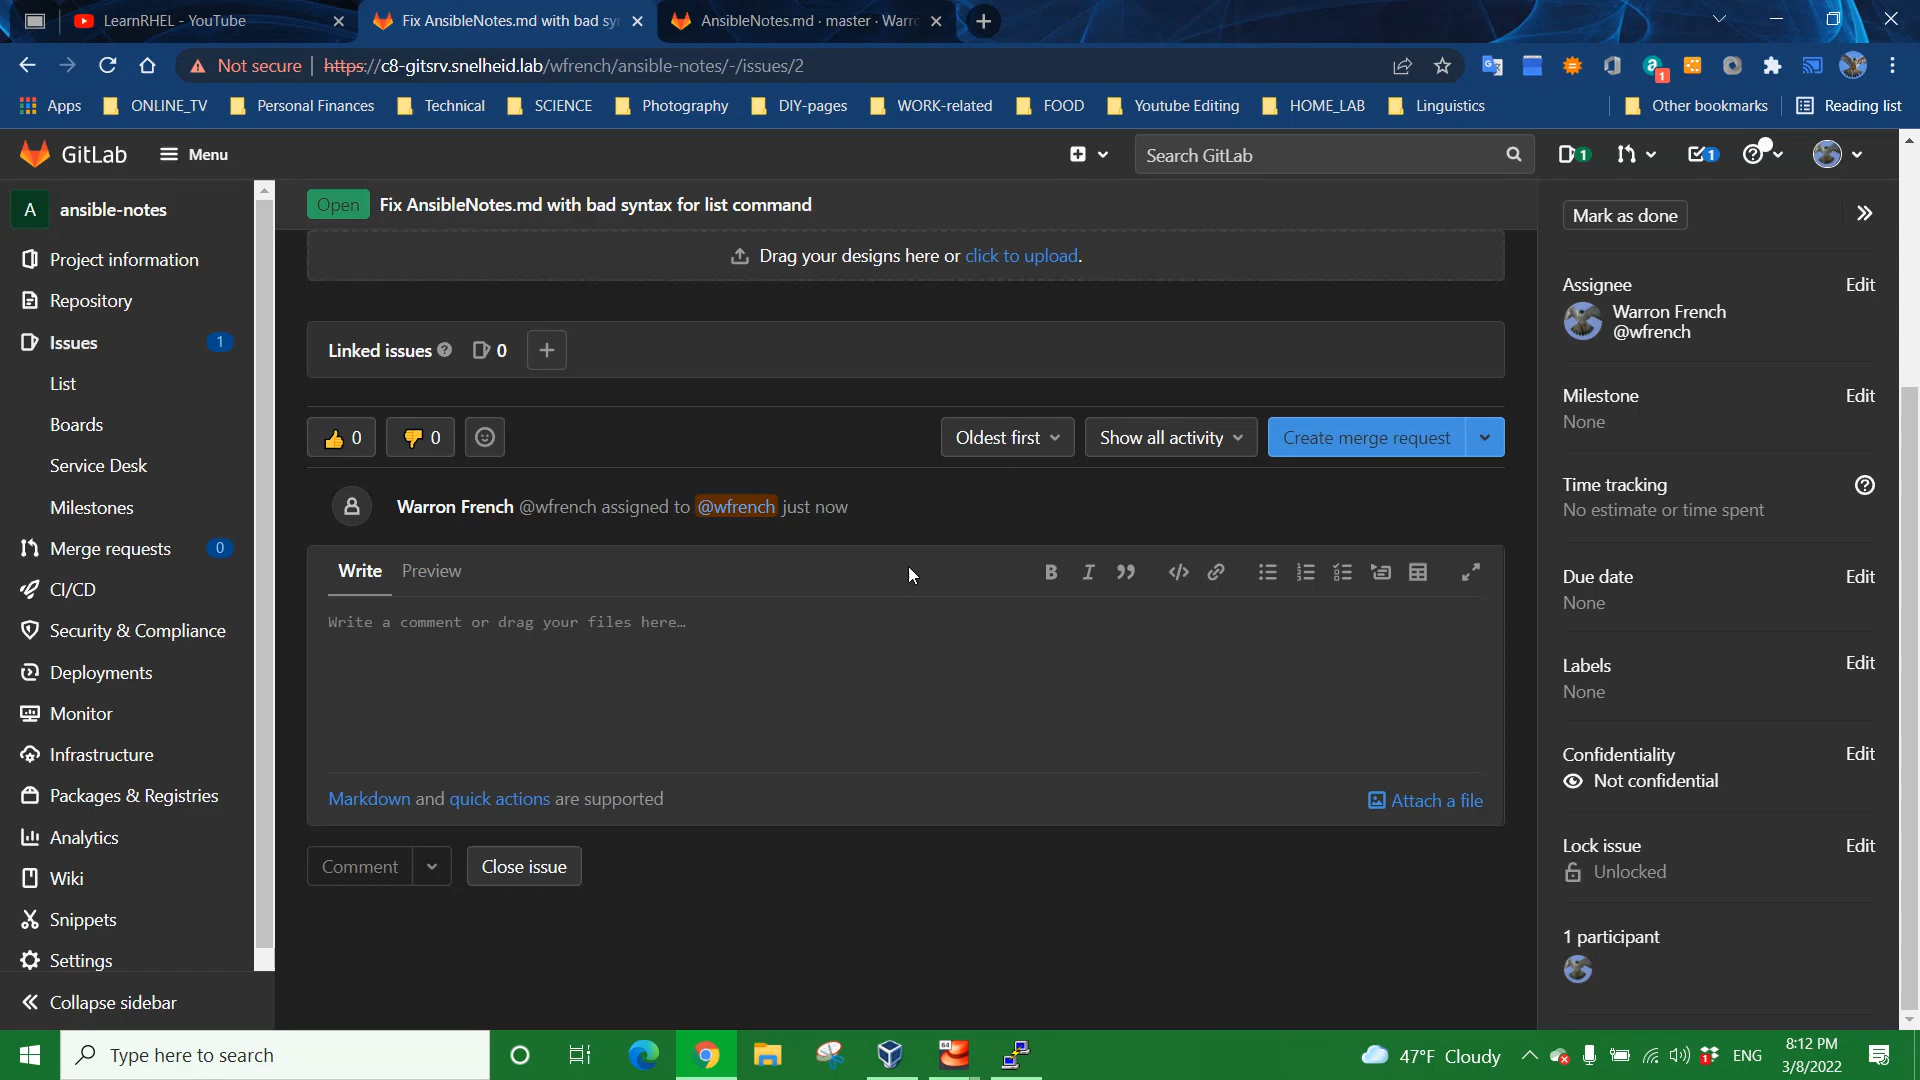 LearnRHEL - YouTube
Fix AnsibleNotes.md with bad sy
AnsibleNotes.md · master · Warro
Not secure
https://c8-gitsrv.snelheid.lab/wfrench/ansible-notes/-/issues/2
a
1
Apps
ONLINE_TV
Personal Finances
Technical
SCIENCE
Photography
DIY-pages
WORK-related
FOOD
Youtube Editing
HOME_LAB
Linguistics
Other bookmarks
Reading list
GitLab
Menu
Search GitLab
1
1
A
ansible-notes
Project information
Repository
Issues
1
List
Boards
Service Desk
Milestones
Merge requests
0
CI/CD
Security & Compliance
Deployments
Monitor
Infrastructure
Packages & Registries
Analytics
Wiki
Snippets
Settings
Collapse sidebar
Open Fix AnsibleNotes.md with bad syntax for list command
Drag your designs here or click to upload.
Linked issues
0
0
0
Oldest first
Show all activity
Create merge request
Warron French @wfrench assigned to @wfrench just now
Write
Preview
Write a comment or drag your files here…
Markdown and quick actions are supported
Attach a file
Comment
Close issue
Mark as done
Assignee
Edit
Warron French
@wfrench
Milestone
Edit
None
Time tracking
No estimate or time spent
Due date
Edit
None
Labels
Edit
None
Confidentiality
Edit
Not confidential
Lock issue
Edit
Unlocked
1 participant
Type here to search
64
47°F Cloudy
1
ENG
8:12 PM
3/8/2022